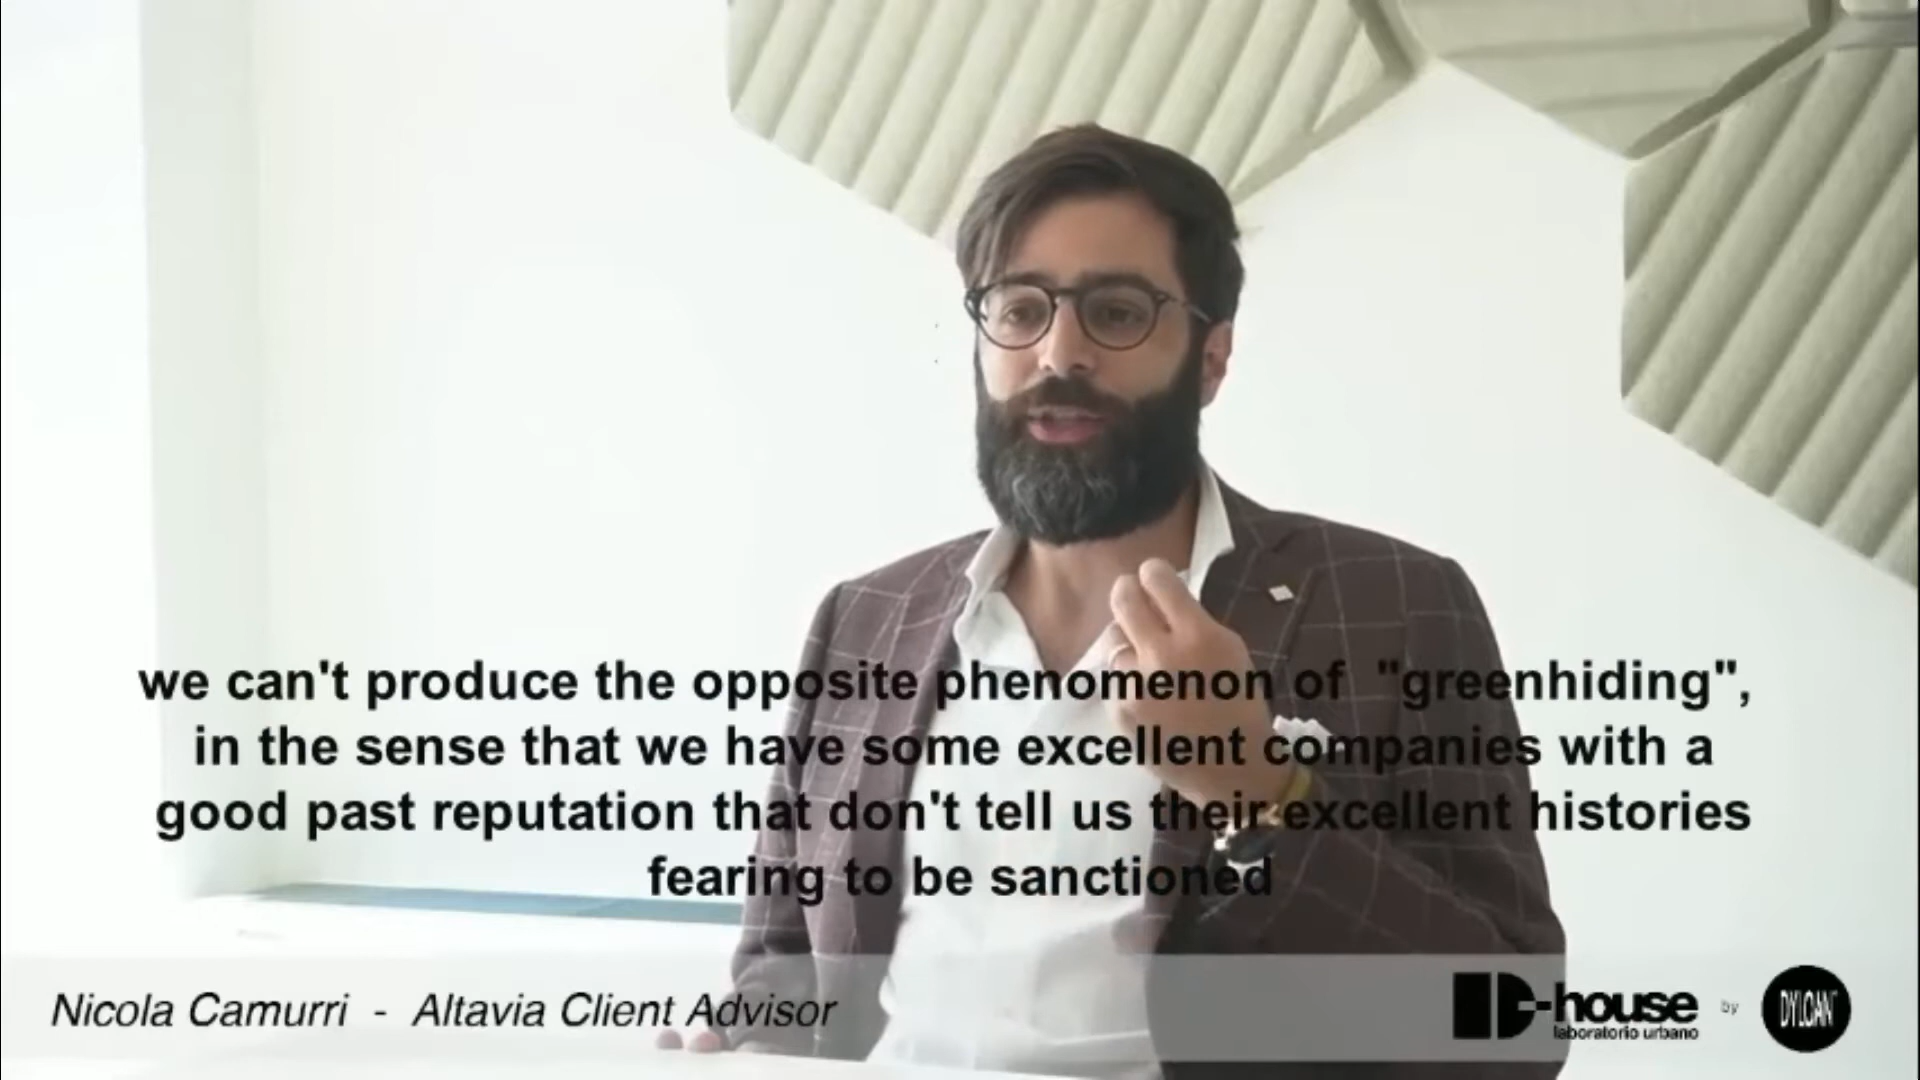 we can't produce the opposite phenomenon of "greenhiding",
in the sense that we have some excellent companies with a
good past reputation that don't tell us their excellent histories
fearing to be sanctioned
Nicola Camurri - Altavia Client Advisor
D-house
laboratorio urbano
by
DYLOAN